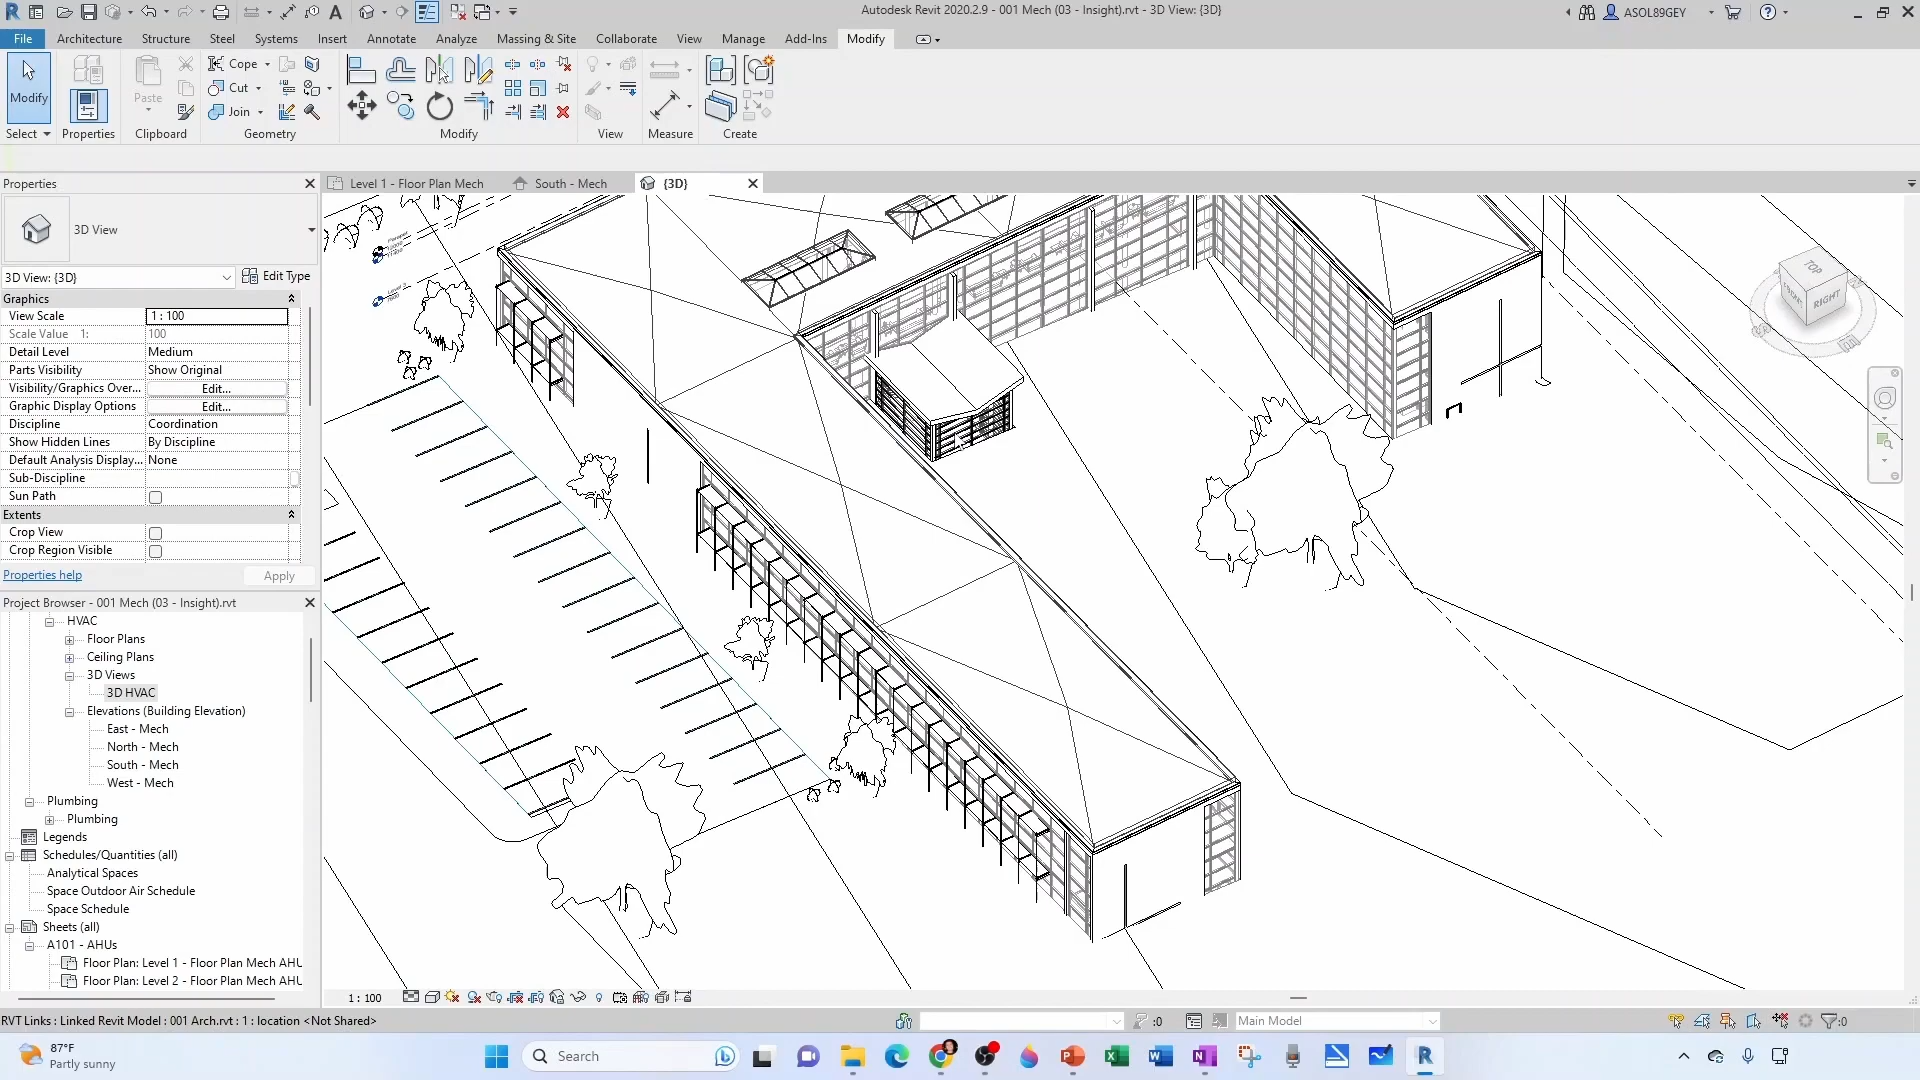 Autodesk Revit 2020.2.9 - 001 Mech (03 - Insight).rvt - 3D View: {3D}
ASOL89GEY
File Architecture Structure Steel Systems Insert Annotate Analyze Massing & Site Collaborate View Manage Add-Ins Modify
Modify
Paste
Cope
Cut
Join
Select Properties Clipboard Geometry Modify View Measure Create
Properties
Level 1 - Floor Plan Mech
South - Mech
{3D}
3D View
3D View: {3D}
Edit Type
Graphics
View Scale 1 : 100
Scale Value 1: 100
Detail Level Medium
Parts Visibility Show Original
Visibility/Graphics Over... Edit...
Graphic Display Options Edit...
Discipline Coordination
Show Hidden Lines By Discipline
Default Analysis Display... None
Sub-Discipline
Sun Path
Extents
Crop View
Crop Region Visible
Properties help
Apply
TOP
FRONT
RIGHT
Project Browser - 001 Mech (03 - Insight).rvt
HVAC
Floor Plans
Ceiling Plans
3D Views
3D HVAC
Elevations (Building Elevation)
East - Mech
North - Mech
South - Mech
West - Mech
Plumbing
Plumbing
Legends
Schedules/Quantities (all)
Analytical Spaces
Space Outdoor Air Schedule
Space Schedule
Sheets (all)
A101 - AHUs
Floor Plan: Level 1 - Floor Plan Mech AHU
Floor Plan: Level 2 - Floor Plan Mech AHU
1 : 100
RVT Links : Linked Revit Model : 001 Arch.rvt : 1 : location <Not Shared>
:0
Main Model
:0
87°F
Partly sunny
Search